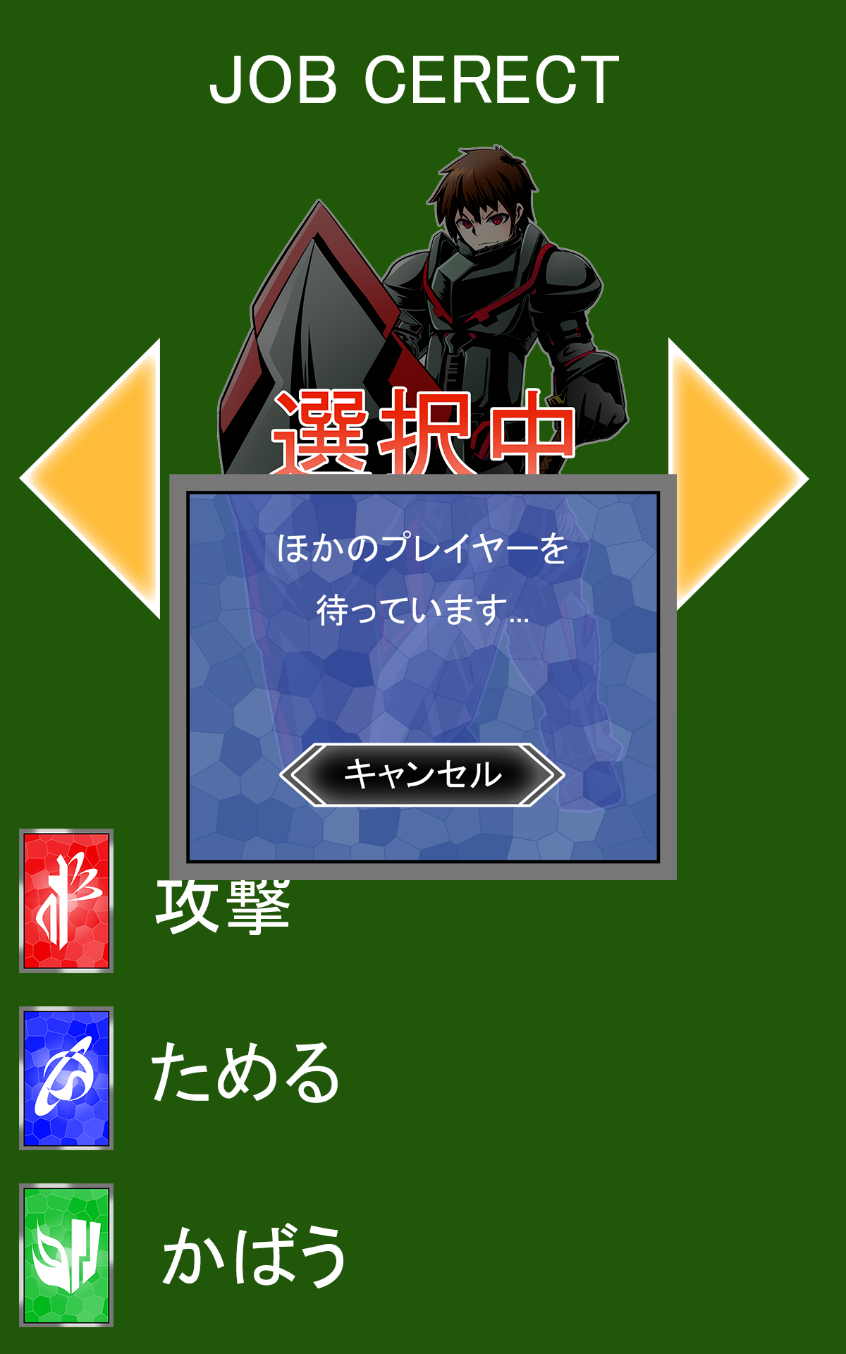 JOB CERECT
選択中
ほかのプレイヤーを
待っています...
キャンセル
攻撃
ためる
かばう